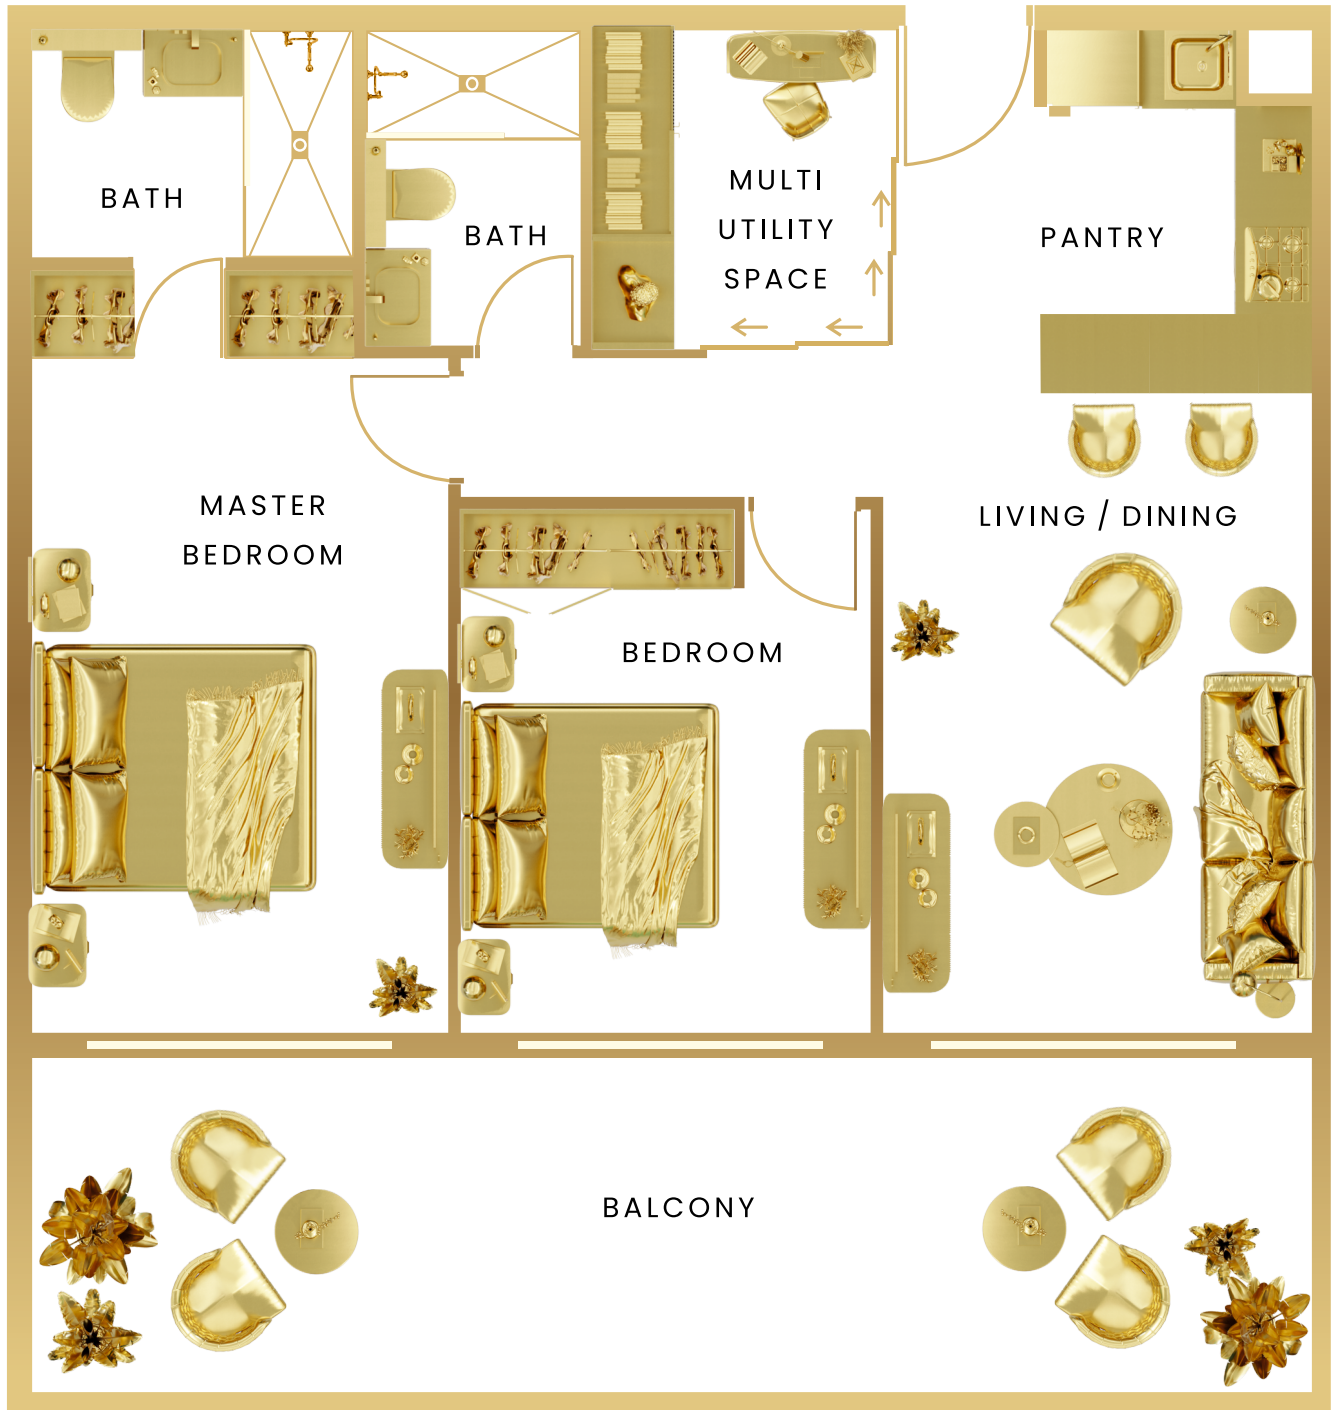 BATH
BATH
MULTI
UTILITY
SPACE
PANTRY
MASTER
BEDROOM
LIVING / DINING
BEDROOM
BALCONY